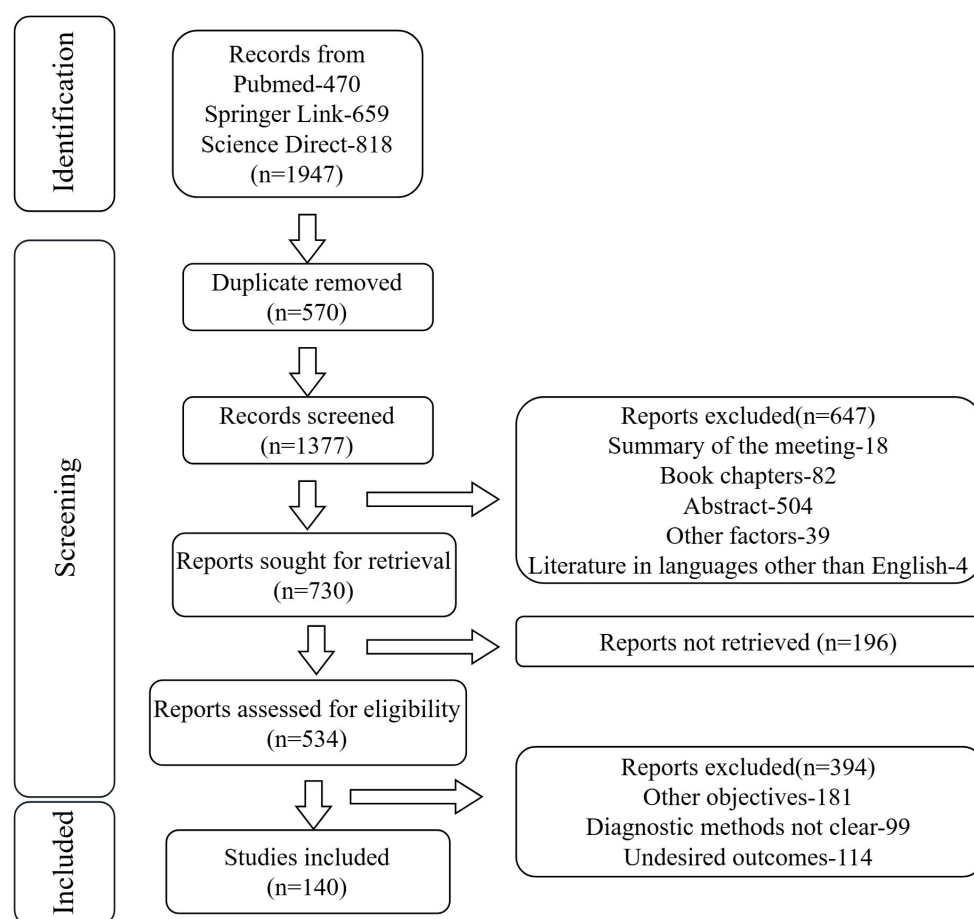 Identification
Records from
Pubmed-470
Springer Link-659
Science Direct-818
(n=1947)
Screening
Duplicate removed
(n=570)
Records screened
(n=1377)
Reports excluded(n=647)
Summary of the meeting-18
Book chapters-82
Abstract-504
Other factors-39
Literature in languages other than English-4
Reports sought for retrieval
(n=730)
Reports not retrieved (n=196)
Reports assessed for eligibility
(n=534)
Reports excluded(n=394)
Other objectives-181
Diagnostic methods not clear-99
Undesired outcomes-114
Included
Studies included
(n=140)